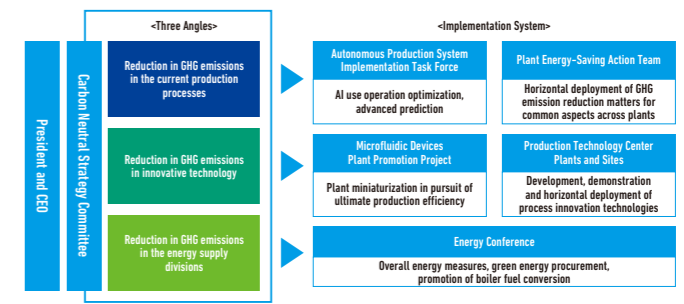 <Three Angles>
<Implementation System>
President and CEO
Carbon Neutral Strategy Committee
Reduction in GHG emissions
in the current production
processes
Autonomous Production System
Implementation Task Force
AI use operation optimization,
advanced prediction
Plant Energy-Saving Action Team
Horizontal deployment of GHG
emission reduction matters for
common aspects across plants
Reduction in GHG emissions
in innovative technology
Microfluidic Devices
Plant Promotion Project
Plant miniaturization in pursuit of
ultimate production efficiency
Production Technology Center
Plants and Sites
Development, demonstration
and horizontal deployment of
process innovation technologies
Reduction in GHG emissions
in the energy supply
divisions
Energy Conference
Overall energy measures, green energy procurement,
promotion of boiler fuel conversion